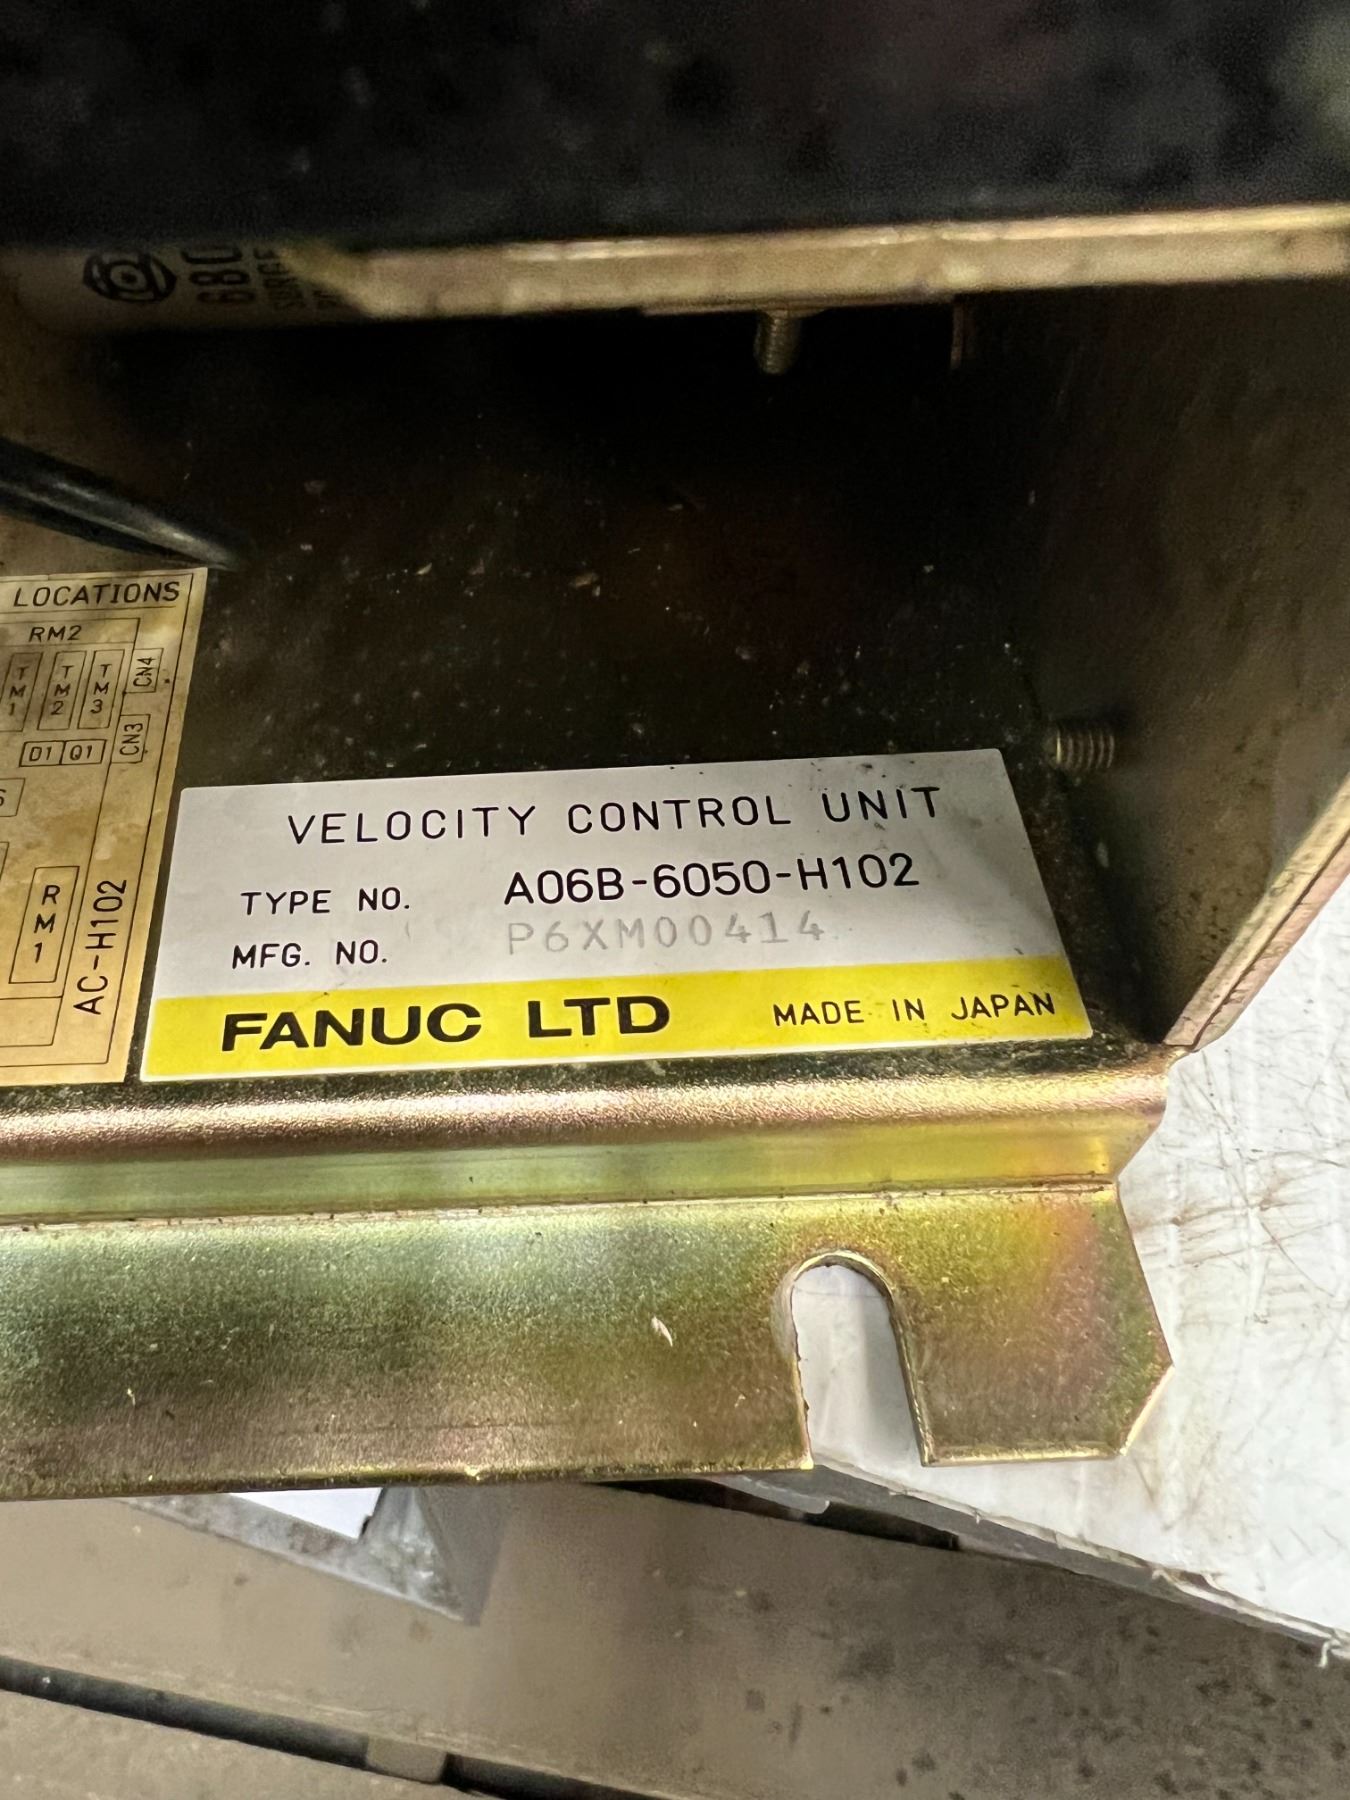 680
LOCATIONS
RM2
TM1
TM2
TM3
CN4
CN3
D1 Q1
RM1
AC-H102
VELOCITY CONTROL UNIT
TYPE NO. A06B-6050-H102
MFG. NO. P6XM00414
FANUC LTD MADE IN JAPAN